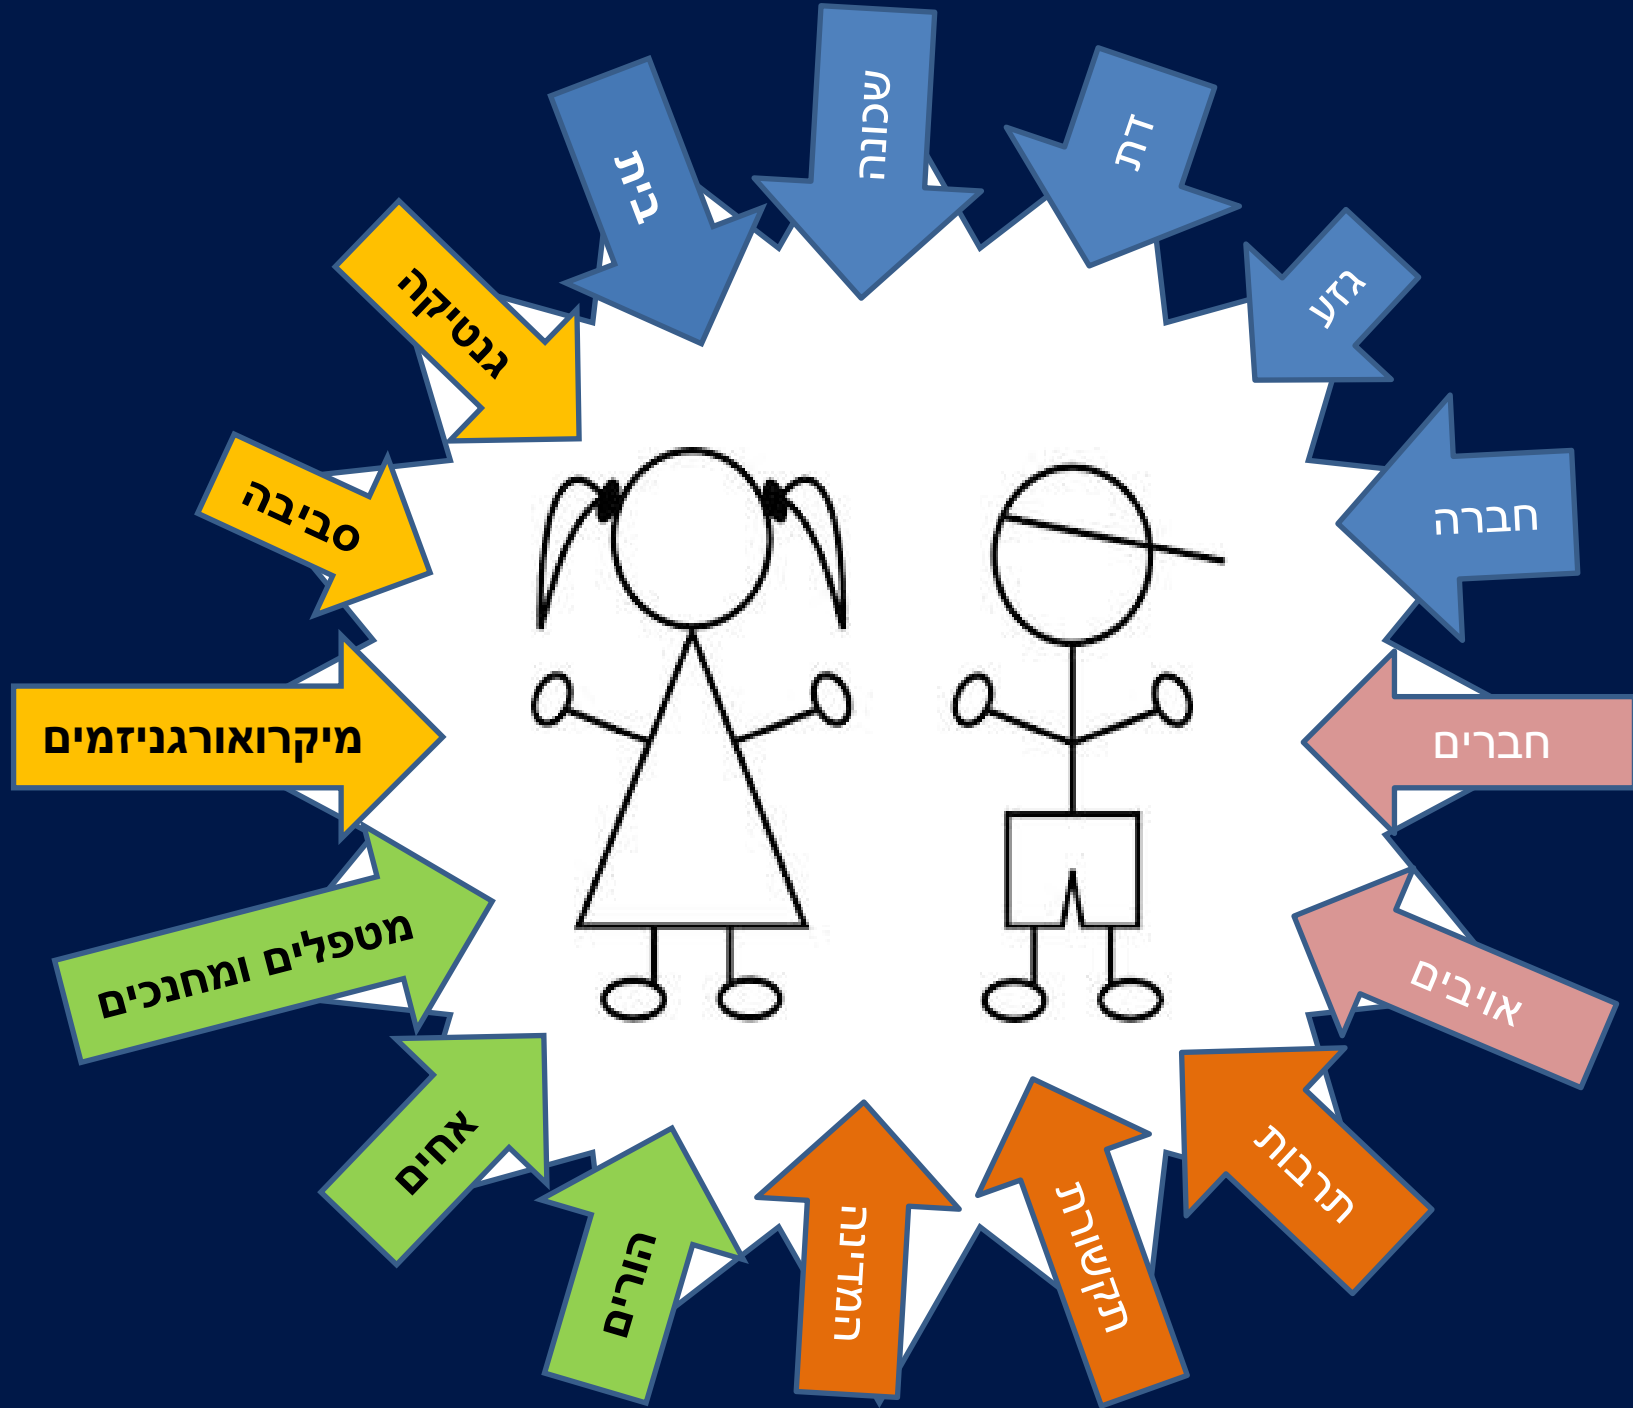 שכונה
דת
גזע
חברה
חברים
אויבים
תרבות
תקשורת
המדינה
הורים
אחים
מטפלים ומחנכים
מיקרואורגניזמים
סביבה
גנטיקה
בית